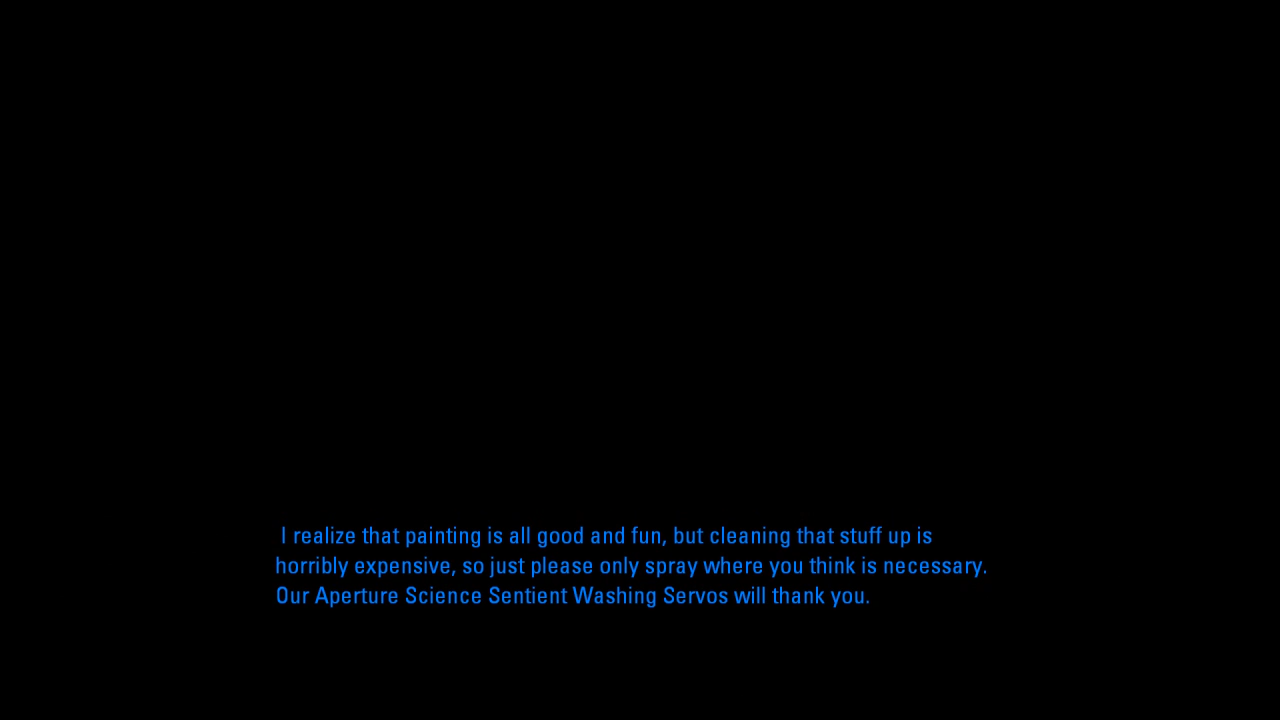 I realize that painting is all good and fun, but cleaning that stuff up is
horribly expensive, so just please only spray where you think is necessary.
Our Aperture Science Sentient Washing Servos will thank you.